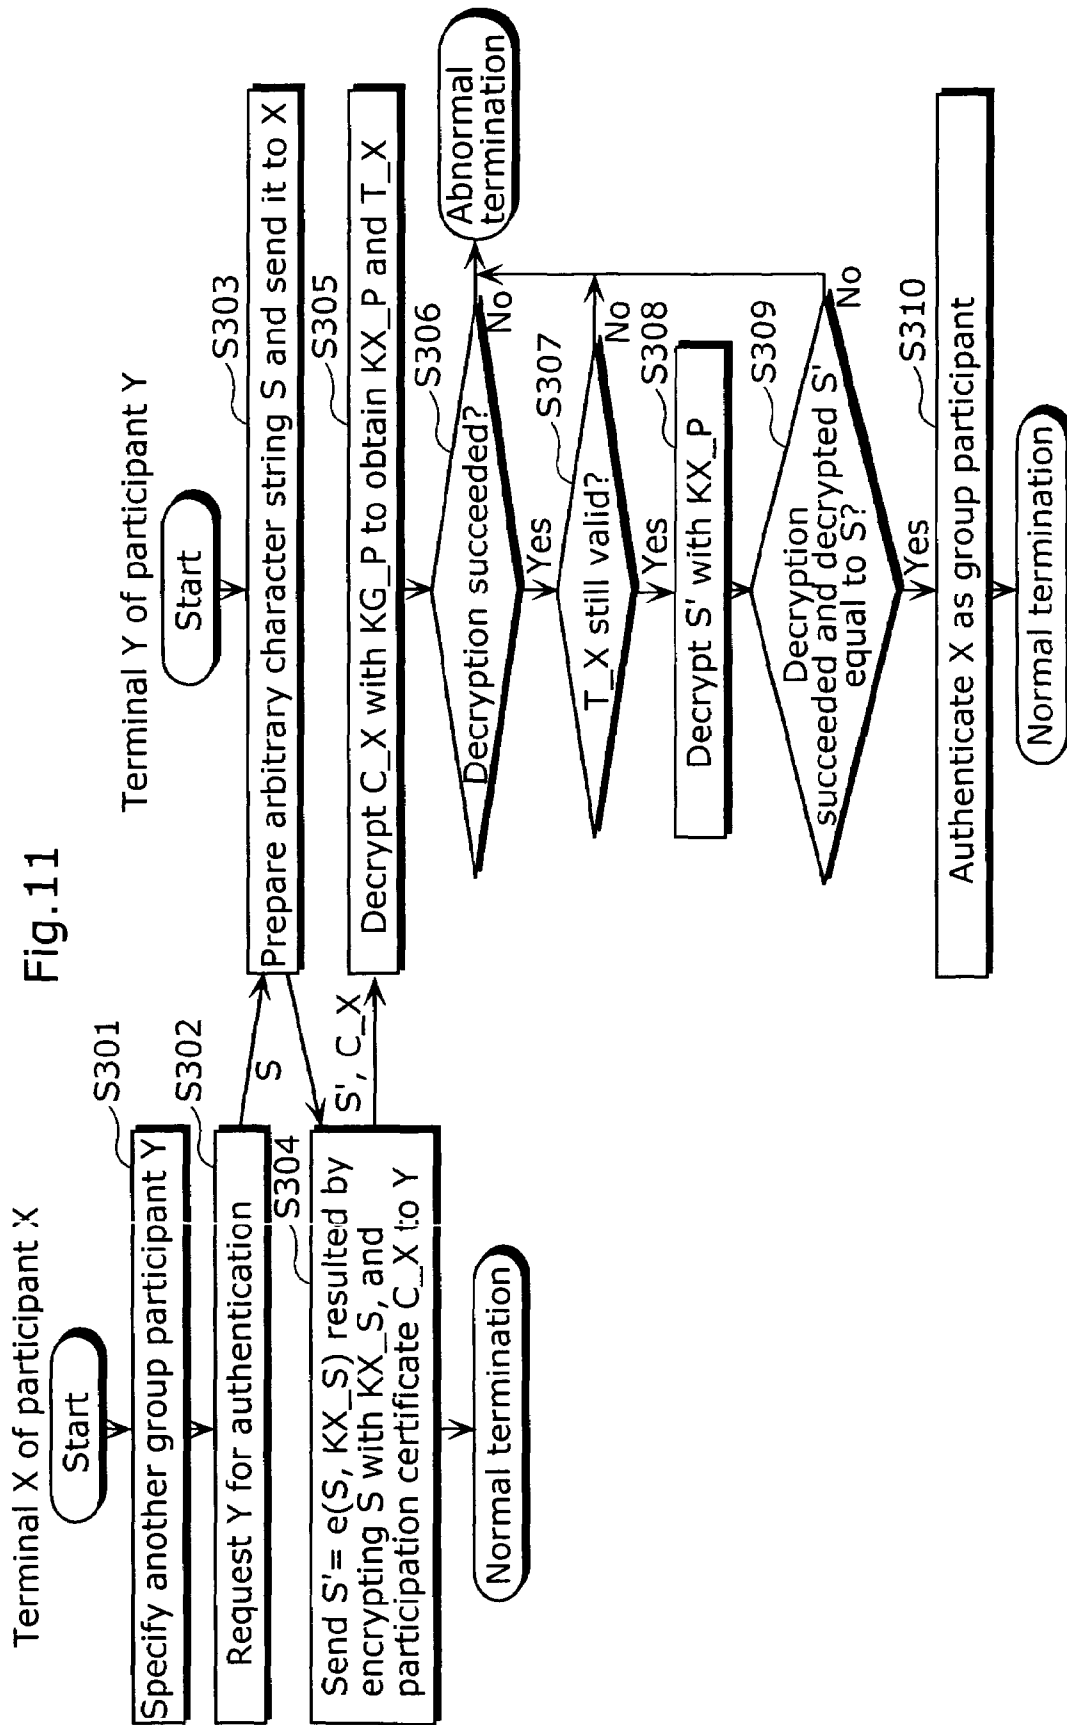 Fig.11
Terminal X of participant X
Start
S301
Specify another group participant Y
S302
Request Y for authentication
S
S304
Send S'= e(S, KX_S) resulted by
encrypting S with KX_S, and
participation certificate C_X to Y
S', C_X
Normal termination
Terminal Y of participant Y
Start
S303
Prepare arbitrary character string S and send it to X
S305
Decrypt C_X with KG_P to obtain KX_P and T_X
S306
Decryption succeeded?
No
Abnormal
termination
Yes
S307
T_X still valid?
No
Yes
S308
Decrypt S' with KX_P
S309
Decryption
succeeded and decrypted S'
equal to S?
No
Yes
S310
Authenticate X as group participant
Normal termination